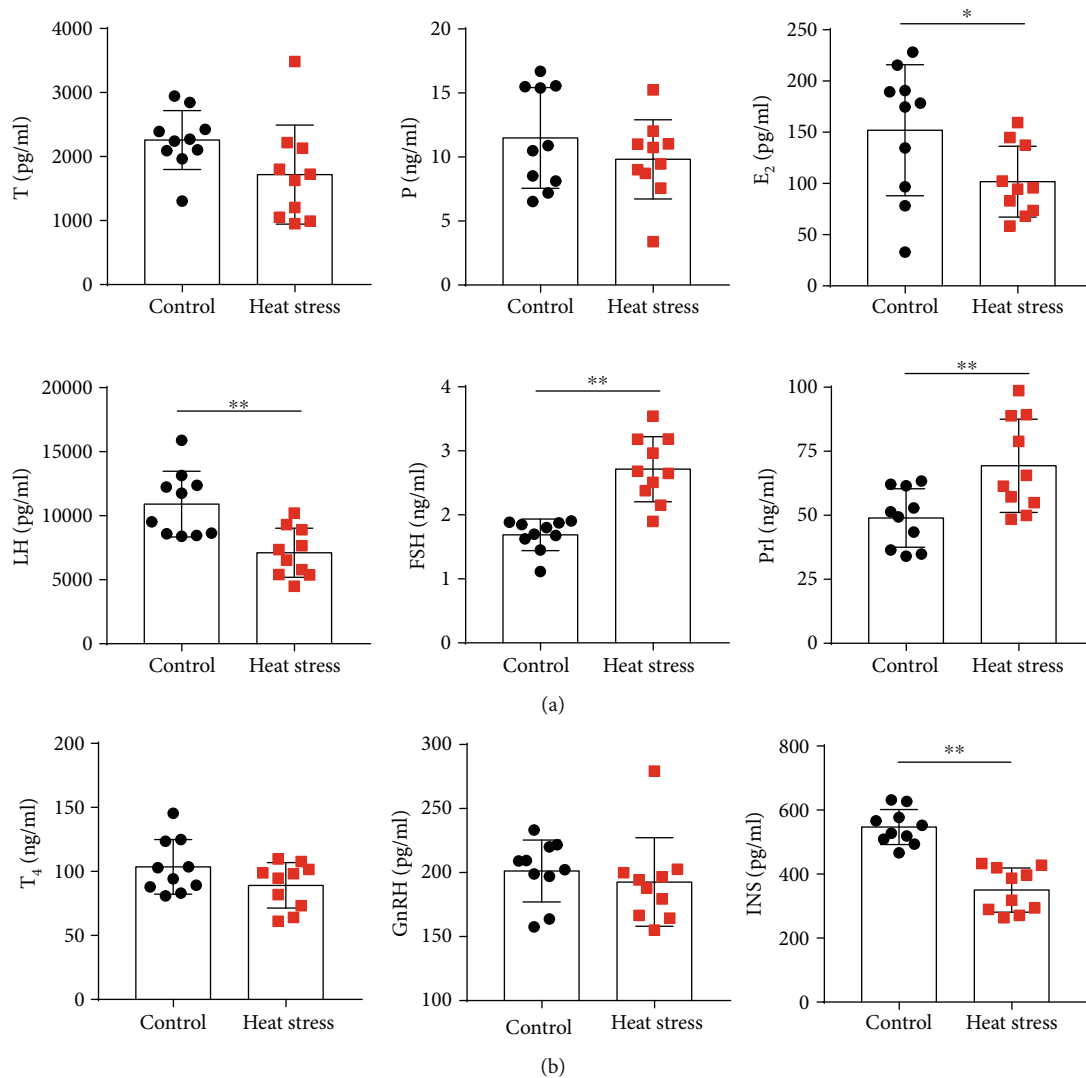 T (pg/ml)
4000
3000
2000
1000
0
Control Heat stress
P (ng/ml)
20
15
10
5
0
Control Heat stress
E2 (pg/ml)
250
200
150
100
50
0
*
Control Heat stress
LH (pg/ml)
20000
15000
10000
5000
0
**
Control Heat stress
FSH (ng/ml)
4
3
2
1
0
**
Control Heat stress
Prl (ng/ml)
100
75
50
25
0
**
Control Heat stress
(a)
T4 (ng/ml)
200
150
100
50
0
Control Heat stress
GnRH (pg/ml)
300
250
200
150
100
Control Heat stress
INS (pg/ml)
800
600
400
200
0
**
Control Heat stress
(b)